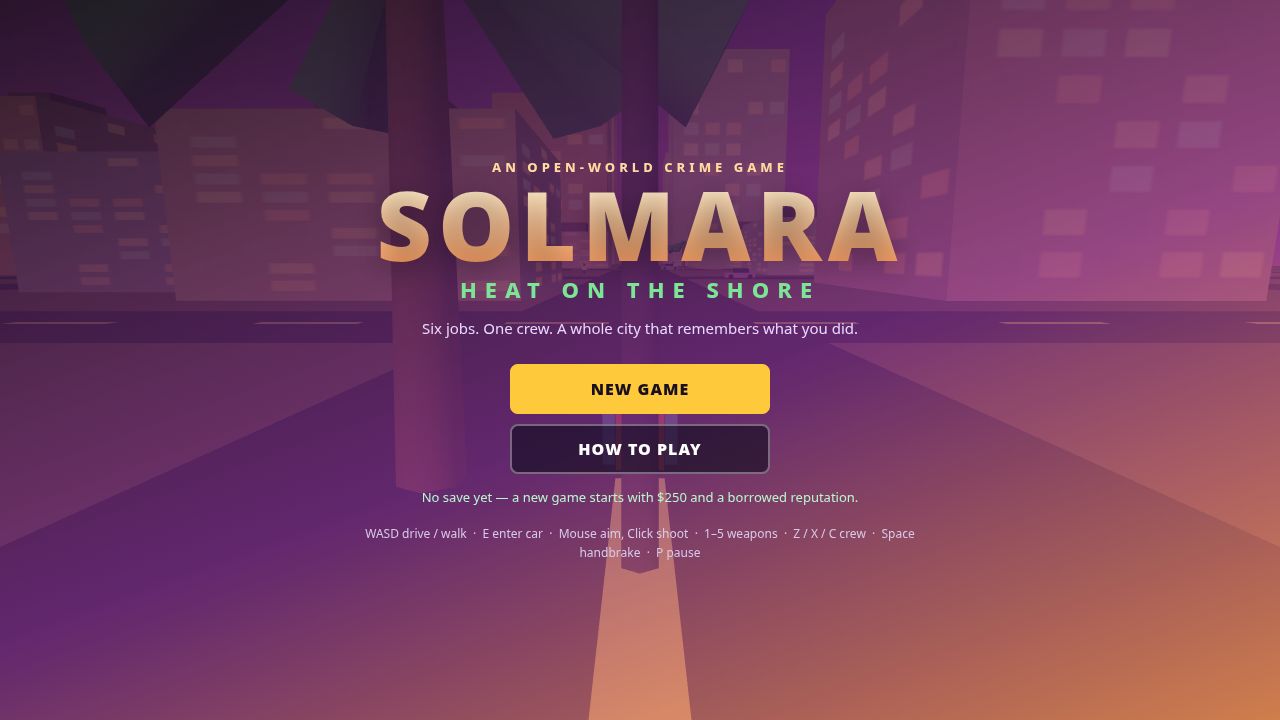 AN OPEN-WORLD CRIME GAME
SOLMARA
HEAT ON THE SHORE
Six jobs. One crew. A whole city that remembers what you did.
NEW GAME
HOW TO PLAY
No save yet — a new game starts with $250 and a borrowed reputation.
WASD drive / walk · E enter car · Mouse aim, Click shoot · 1–5 weapons · Z / X / C crew · Space
handbrake · P pause